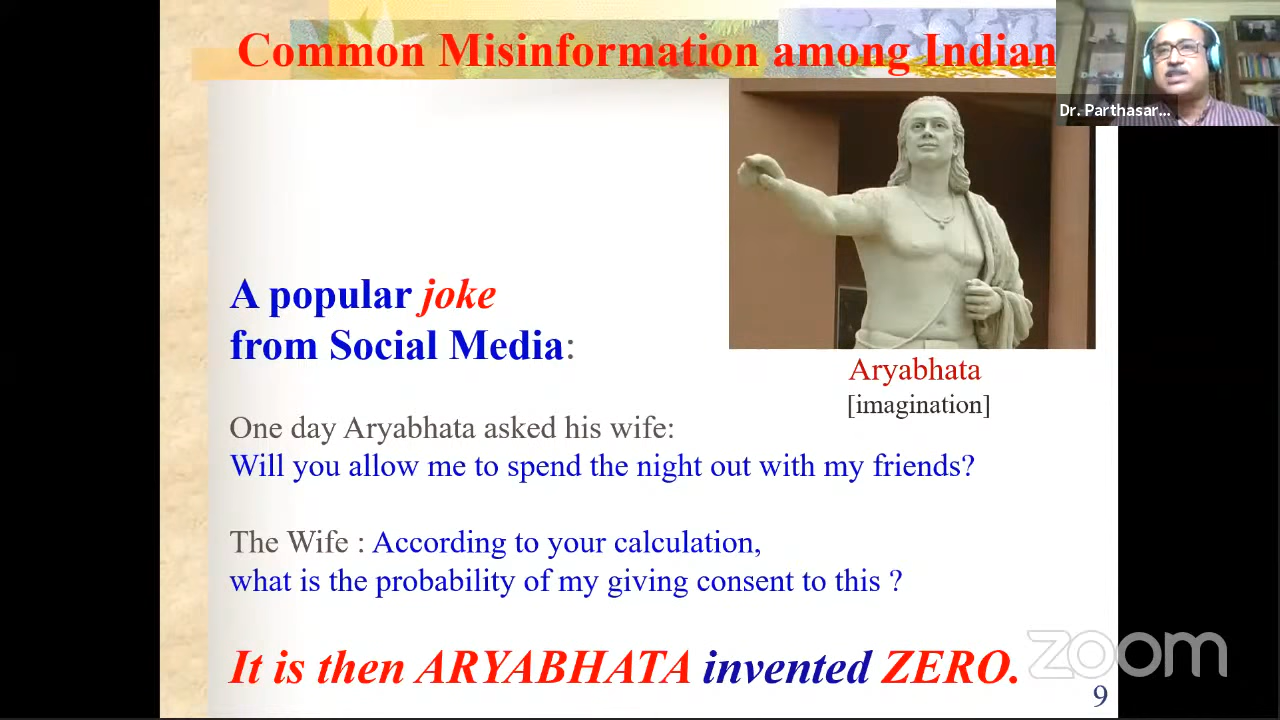 Common Misinformation among Indian
Dr. Parthasar...
A popular joke
from Social Media:
Aryabhata
[imagination]
One day Aryabhata asked his wife:
Will you allow me to spend the night out with my friends?
The Wife : According to your calculation,
what is the probability of my giving consent to this ?
It is then ARYABHATA invented ZERO.
zoom
9